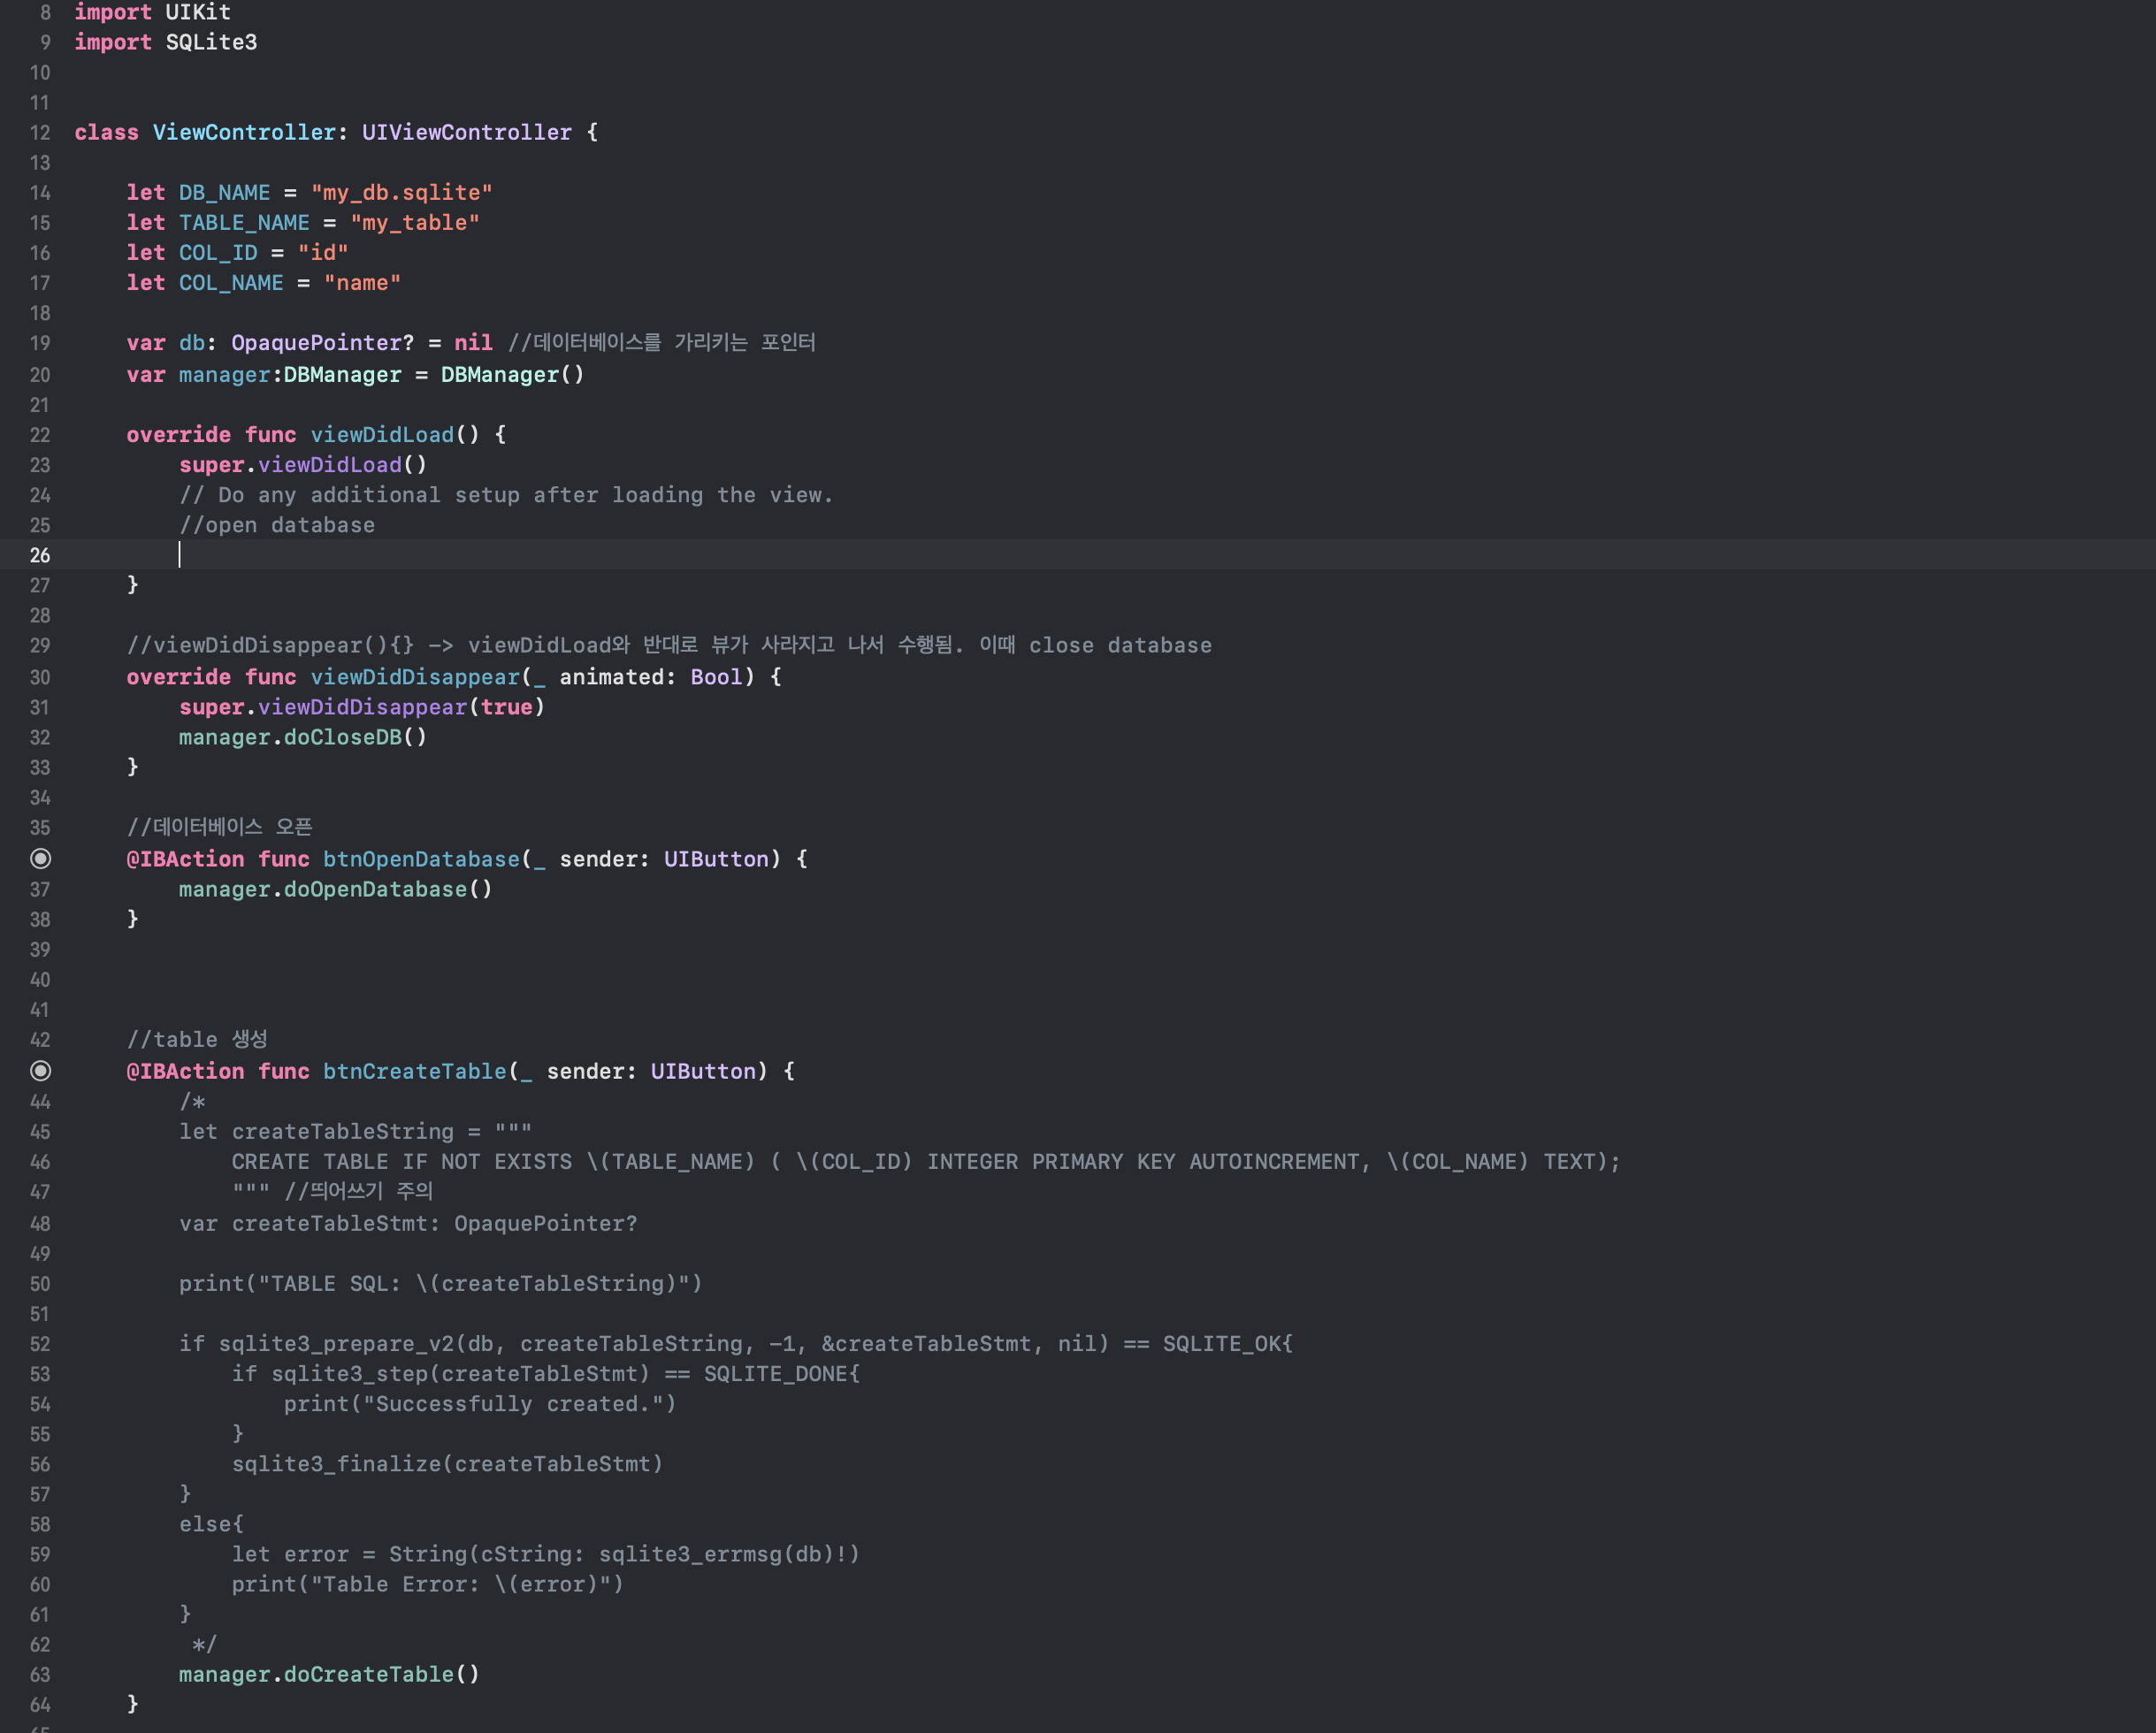 8 import UIKit
9 import SQLite3
10
11
12 class ViewController: UIViewController {
13
14 let DB_NAME = "my_db.sqlite"
15 let TABLE_NAME = "my_table"
16 let COL_ID = "id"
17 let COL_NAME = "name"
18
19 var db: OpaquePointer? = nil //데이터베이스를 가리키는 포인터
20 var manager:DBManager = DBManager()
21
22 override func viewDidLoad() {
23 super.viewDidLoad()
24 // Do any additional setup after loading the view.
25 //open database
26
27 }
28
29 //viewDidDisappear(){} -> viewDidLoad와 반대로 뷰가 사라지고 나서 수행됨. 이때 close database
30 override func viewDidDisappear(_ animated: Bool) {
31 super.viewDidDisappear(true)
32 manager.doCloseDB()
33 }
34
35 //데이터베이스 오픈
@IBAction func btnOpenDatabase(_ sender: UIButton) {
37 manager.doOpenDatabase()
38 }
39
40
41
42 //table 생성
@IBAction func btnCreateTable(_ sender: UIButton) {
44 /*
45 let createTableString = """
46 CREATE TABLE IF NOT EXISTS \(TABLE_NAME) ( \(COL_ID) INTEGER PRIMARY KEY AUTOINCREMENT, \(COL_NAME) TEXT);
47 """ //띄어쓰기 주의
48 var createTableStmt: OpaquePointer?
49
50 print("TABLE SQL: \(createTableString)")
51
52 if sqlite3_prepare_v2(db, createTableString, -1, &createTableStmt, nil) == SQLITE_OK{
53 if sqlite3_step(createTableStmt) == SQLITE_DONE{
54 print("Successfully created.")
55 }
56 sqlite3_finalize(createTableStmt)
57 }
58 else{
59 let error = String(cString: sqlite3_errmsg(db)!)
60 print("Table Error: \(error)")
61 }
62 */
63 manager.doCreateTable()
64 }